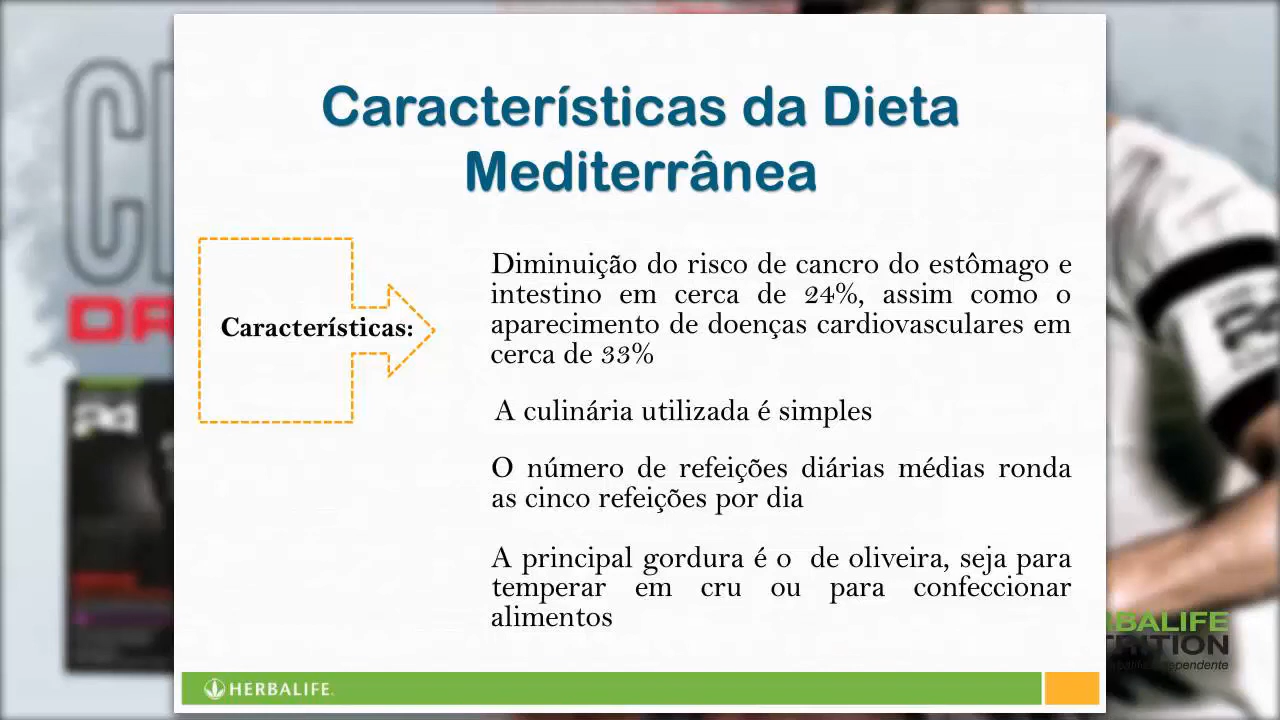 Características da Dieta
Mediterrânea
Características:
Diminuição do risco de cancro do estômago e
intestino em cerca de 24%, assim como o
aparecimento de doenças cardiovasculares em
cerca de 33%
A culinária utilizada é simples
O número de refeições diárias médias ronda
as cinco refeições por dia
A principal gordura é o de oliveira, seja para
temperar em cru ou para confeccionar
alimentos
HERBALIFE